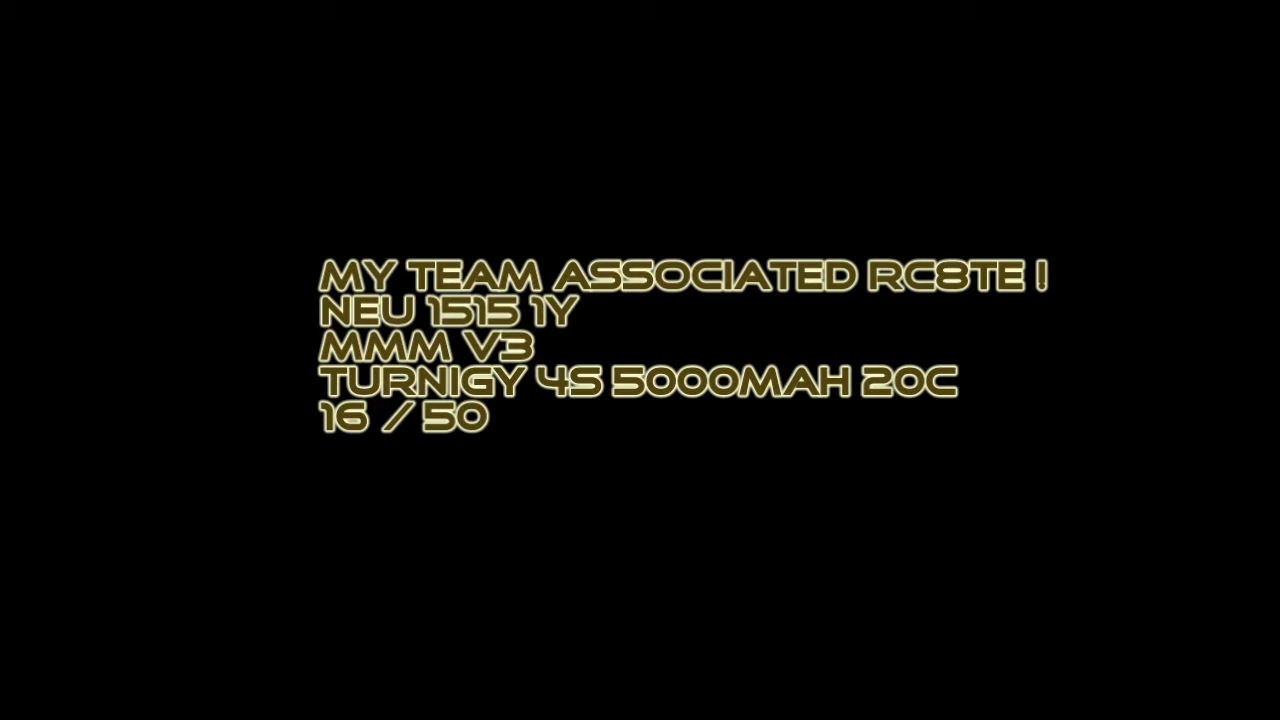 MY TEAM ASSOCIATED RC8TE !
NEU 1515 1Y
MMM V3
TURNIGY 4S 5000MAH 20C
16 / 50